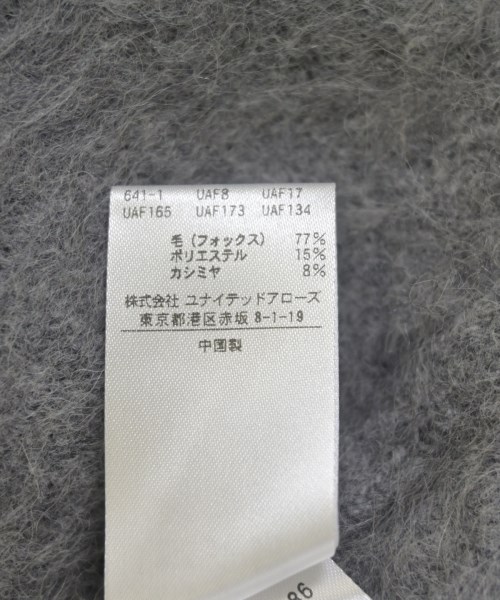 641-1 UAF8 UAF17
UAF165 UAF173 UAF134
毛（フォックス） 77%
ポリエステル 15%
カシミヤ 8%
株式会社 ユナイテッドアローズ
東京都港区赤坂 8-1-19
中国製
86